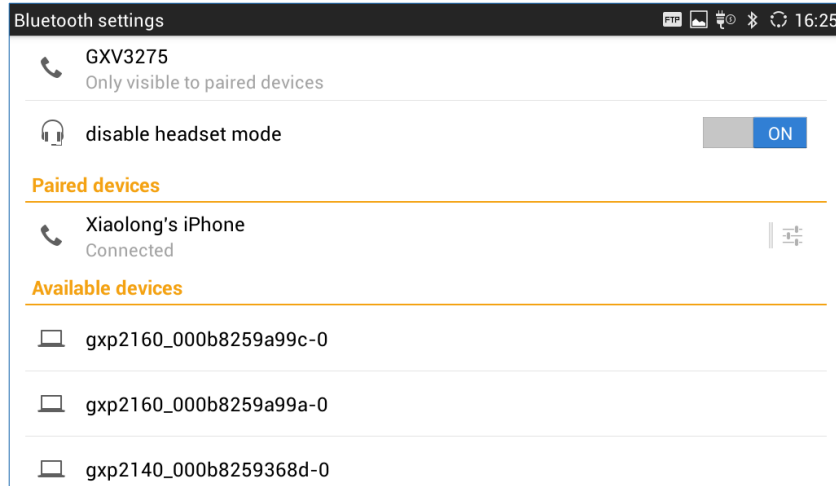 Bluetooth settings
FTP
16:25
GXV3275
Only visible to paired devices
disable headset mode
ON
Paired devices
Xiaolong's iPhone
Connected
Available devices
gxp2160_000b8259a99c-0
gxp2160_000b8259a99a-0
gxp2140_000b8259368d-0